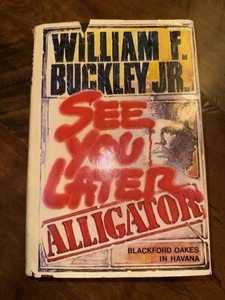 WILLIAM F.
BUCKLEY, JR.
SEE
YOU
LATER
ALLIGATOR
BLACKFORD OAKES
IN HAVANA